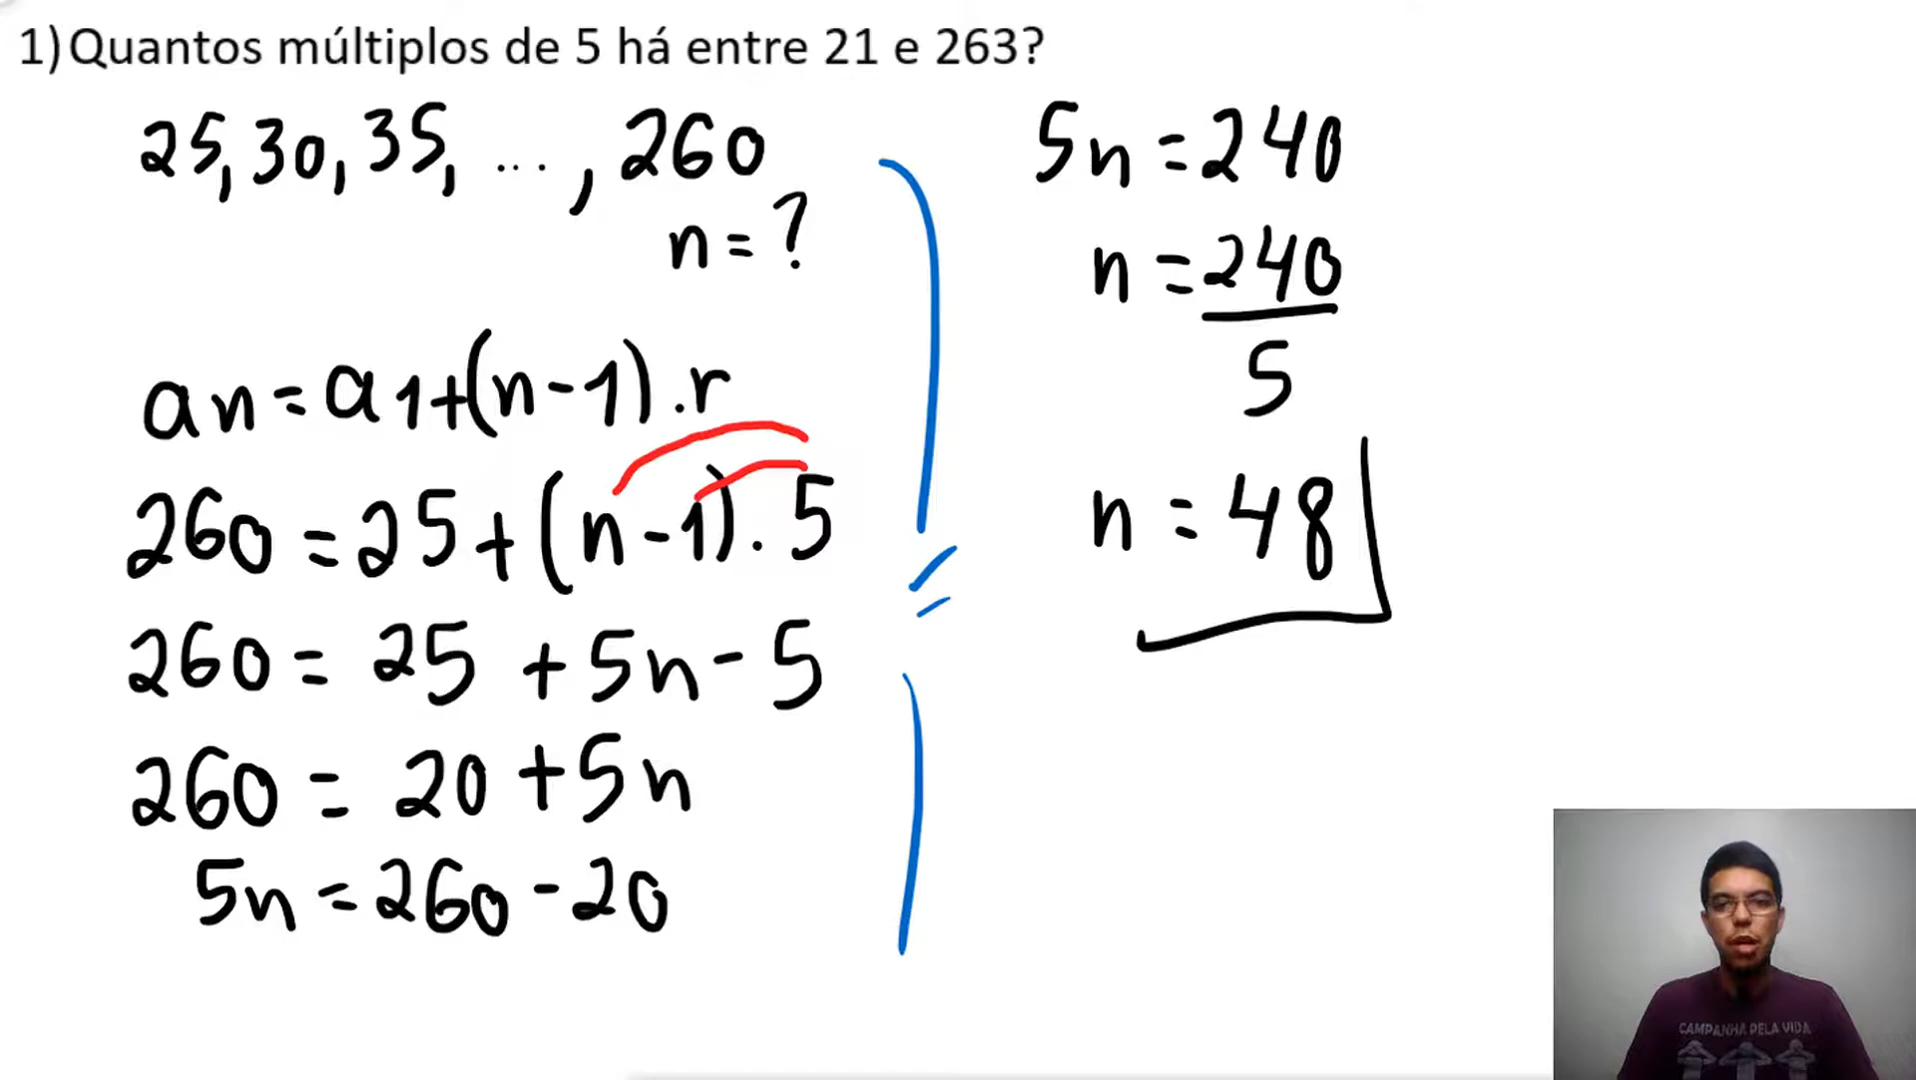 1) Quantos múltiplos de 5 há entre 21 e 263?
25, 30, 35, ... , 260
n = ?
an = a1 + (n - 1) . r
260 = 25 + (n - 1) . 5
260 = 25 + 5n - 5
260 = 20 + 5n
5n = 260 - 20
5n = 240
n = 240
5
n = 48
CAMPANHA PELA VIDA